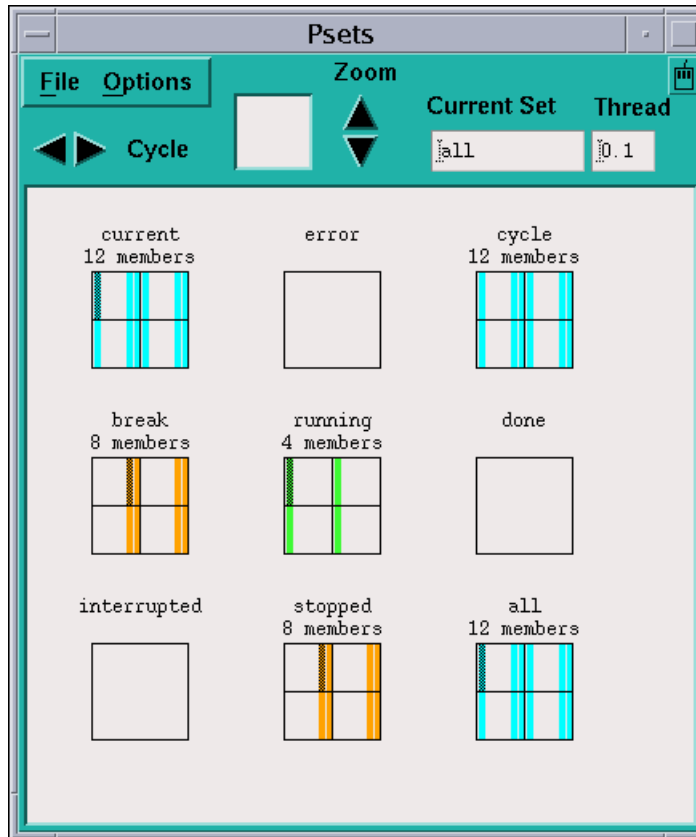 Psets
File Options
Zoom
Current Set
Thread
Cycle
all
0.1
current
12 members
error
cycle
12 members
break
8 members
running
4 members
done
interrupted
stopped
8 members
all
12 members